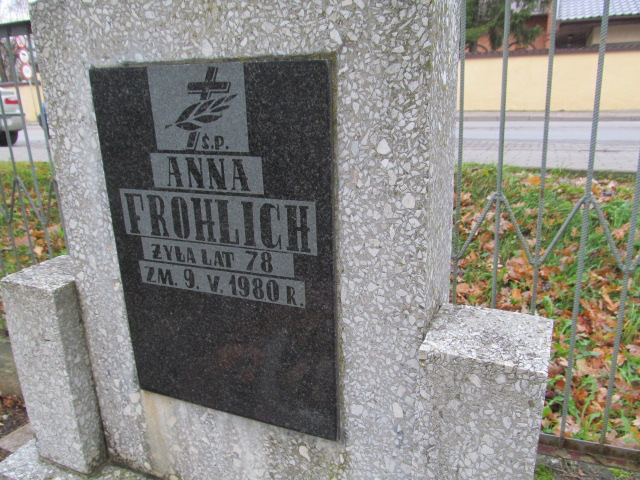 Ś.P.
ANNA
FROHLICH
ŻYŁA LAT 78
ZM. 9. V. 1980 R.